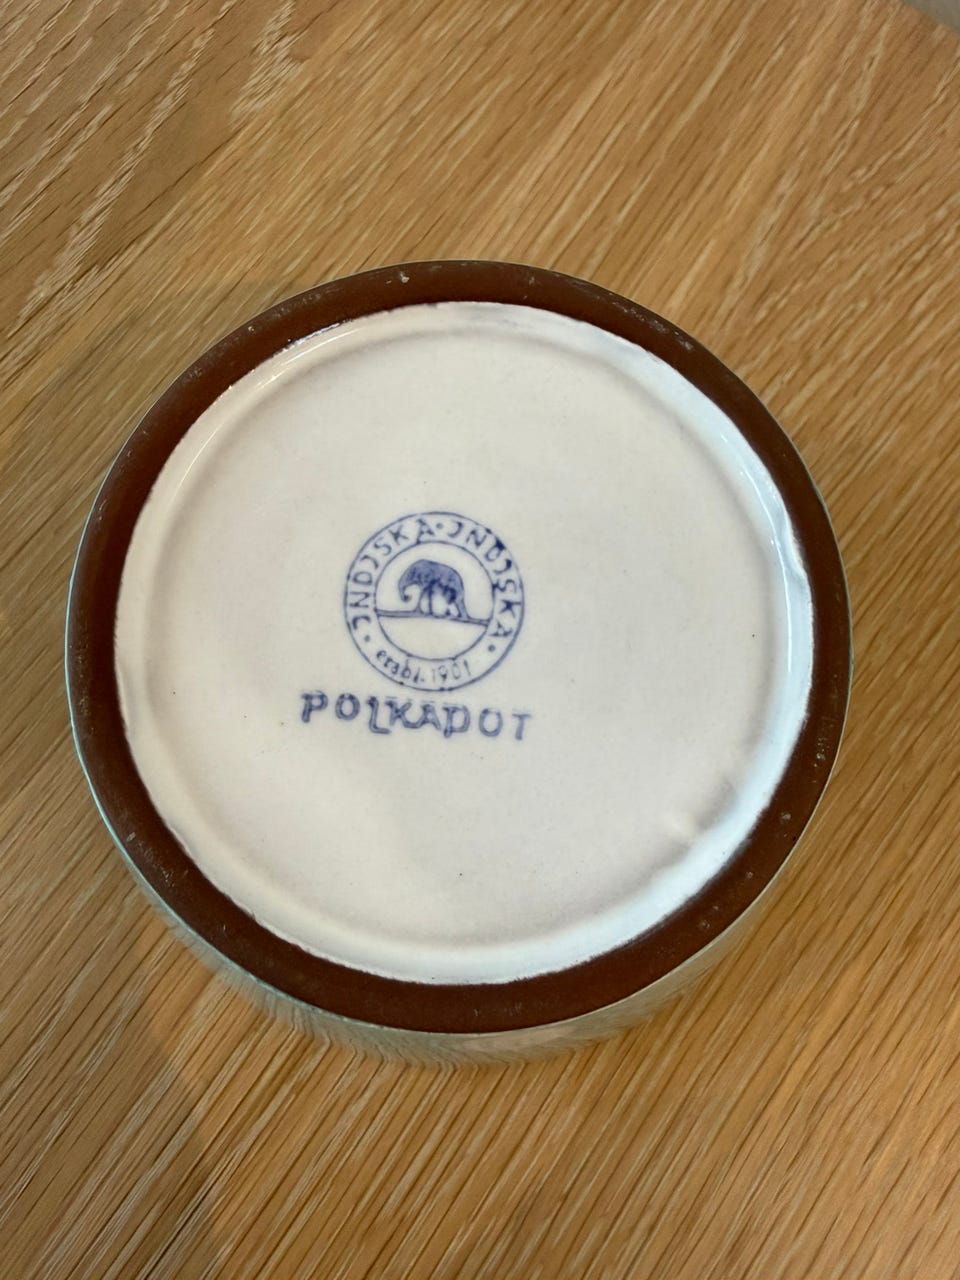 INDISKA · INDISKA ·
estbl. 1901
POLKADOT